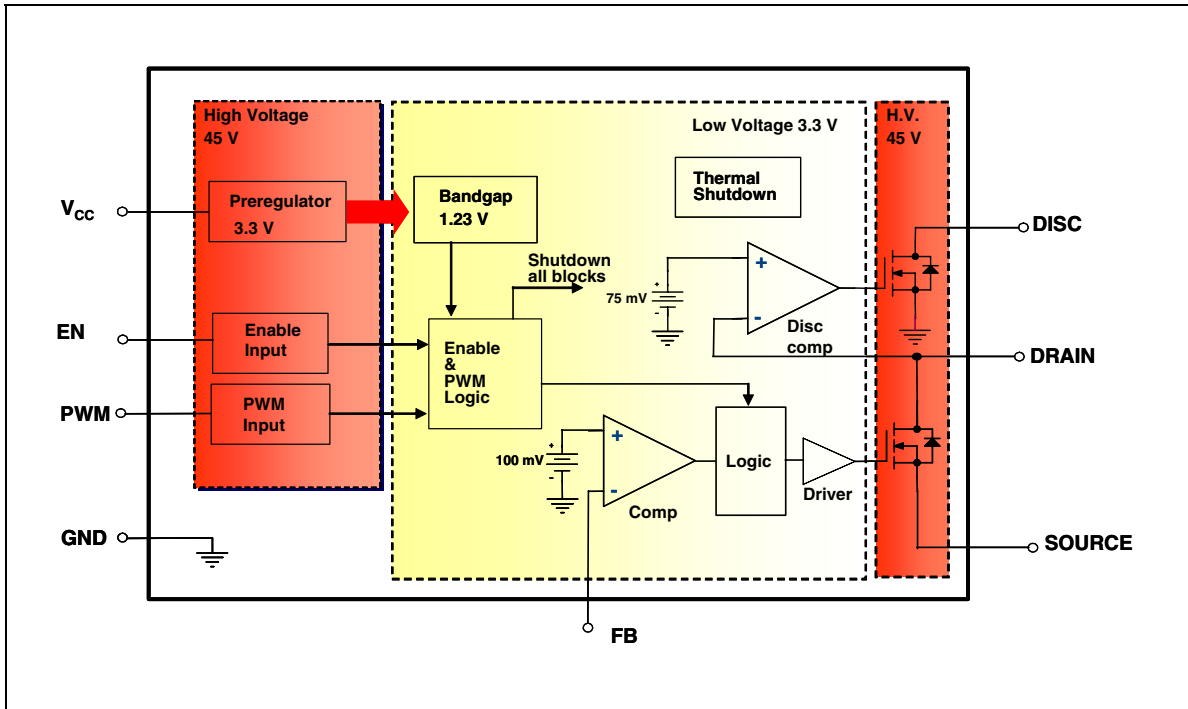 High Voltage
45 V
Low Voltage 3.3 V
H.V.
45 V
Thermal
Shutdown
VCC
Preregulator
3.3 V
Bandgap
1.23 V
DISC
Shutdown
all blocks
+
+
75 mV
-
-
Disc
comp
EN
Enable
Input
Enable
&
PWM
Logic
DRAIN
PWM
PWM
Input
+
+
100 mV
-
-
Comp
Logic
Driver
GND
SOURCE
FB